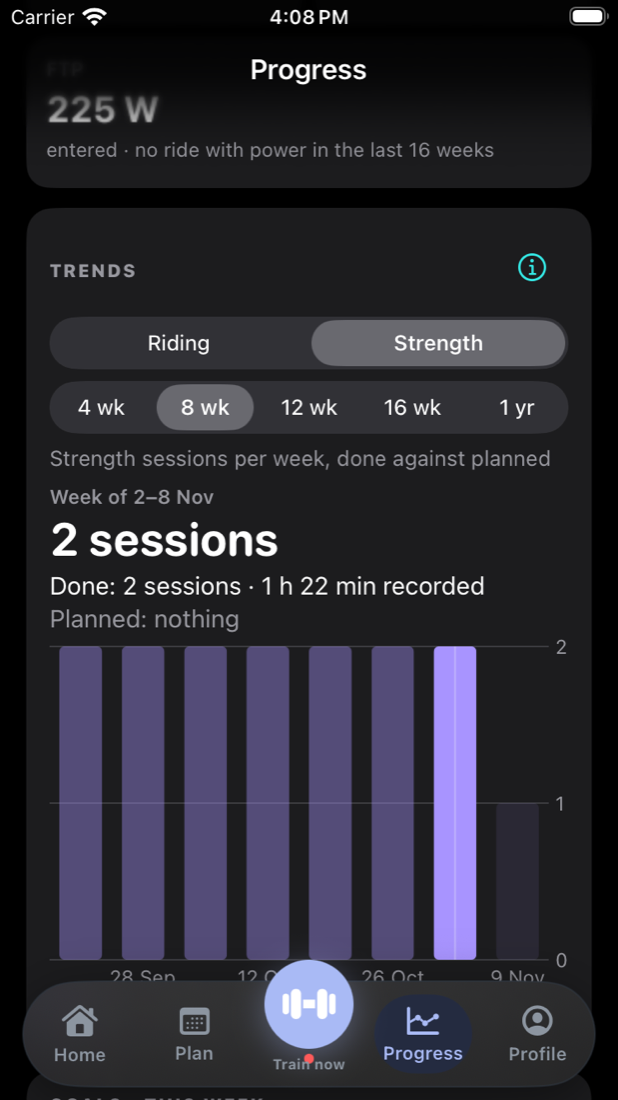 Carrier 4:08 PM
Progress
FTP
225 W
entered · no ride with power in the last 16 weeks
TRENDS
Riding Strength
4 wk 8 wk 12 wk 16 wk 1 yr
Strength sessions per week, done against planned
Week of 2–8 Nov
2 sessions
Done: 2 sessions · 1 h 22 min recorded
Planned: nothing
2
1
0
28 Sep 26 Oct 9 Nov
Home Plan Train now Progress Profile